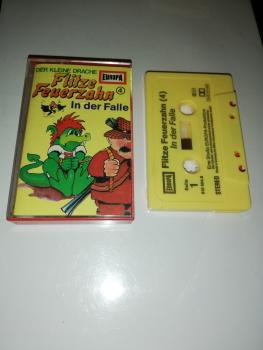 DER KLEINE DRACHE
EUROPA
Flitze
Feuerzahn
4
In der Falle
Flitze Feuerzahn (4)
In der Falle
EUROPA
Seite
1
STEREO